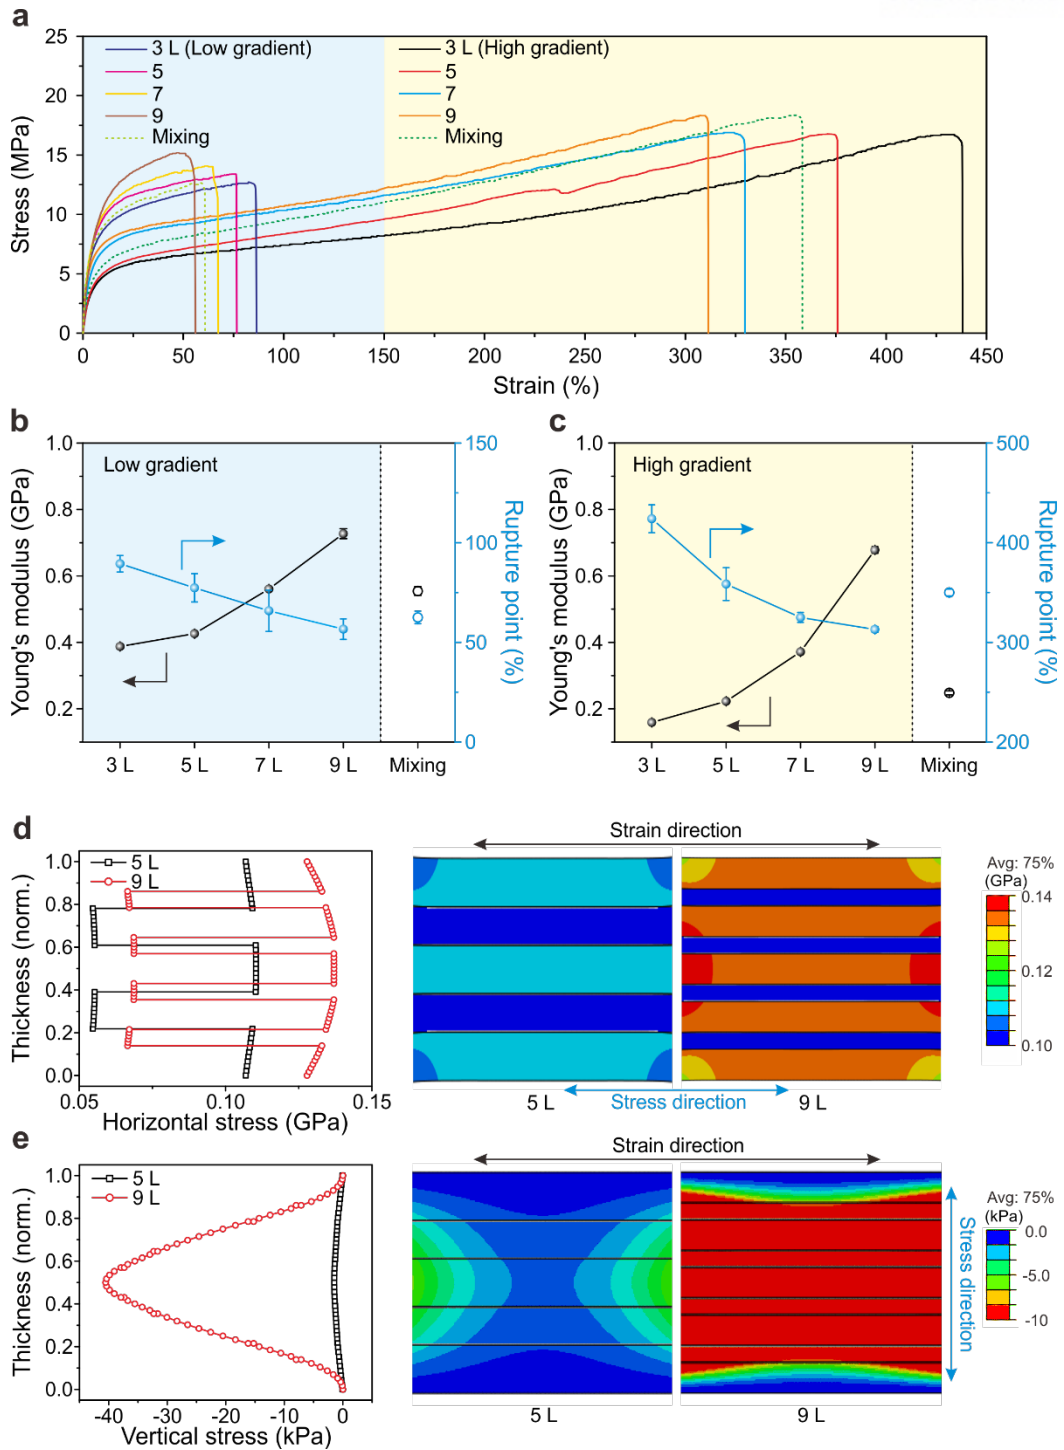 a
25
20
15
10
5
0
Stress (MPa)
3 L (Low gradient)
5
7
9
Mixing
3 L (High gradient)
5
7
9
Mixing
0 50 100 150 200 250 300 350 400 450
Strain (%)
b
1.0
0.8
0.6
0.4
0.2
Young's modulus (GPa)
Low gradient
150
100
50
0
Rupture point (%)
3 L 5 L 7 L 9 L Mixing
c
1.0
0.8
0.6
0.4
0.2
Young's modulus (GPa)
High gradient
500
400
300
200
Rupture point (%)
3 L 5 L 7 L 9 L Mixing
d
1.0
0.8
0.6
0.4
0.2
0.0
Thickness (norm.)
5 L
9 L
0.05 0.10 0.15
Horizontal stress (GPa)
Strain direction
5 L
Stress direction
9 L
Avg: 75%
(GPa)
0.14
0.12
0.10
e
1.0
0.8
0.6
0.4
0.2
0.0
Thickness (norm.)
5 L
9 L
-40 -30 -20 -10 0
Vertical stress (kPa)
Strain direction
5 L
9 L
Stress direction
Avg: 75%
(kPa)
0.0
-5.0
-10